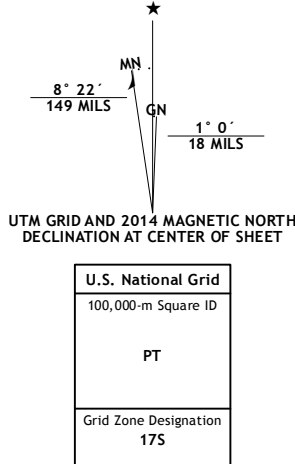 ★
MN
8° 22´
149 MILS
GN
1° 0´
18 MILS
UTM GRID AND 2014 MAGNETIC NORTH
DECLINATION AT CENTER OF SHEET
U.S. National Grid
100,000-m Square ID
PT
Grid Zone Designation
17S